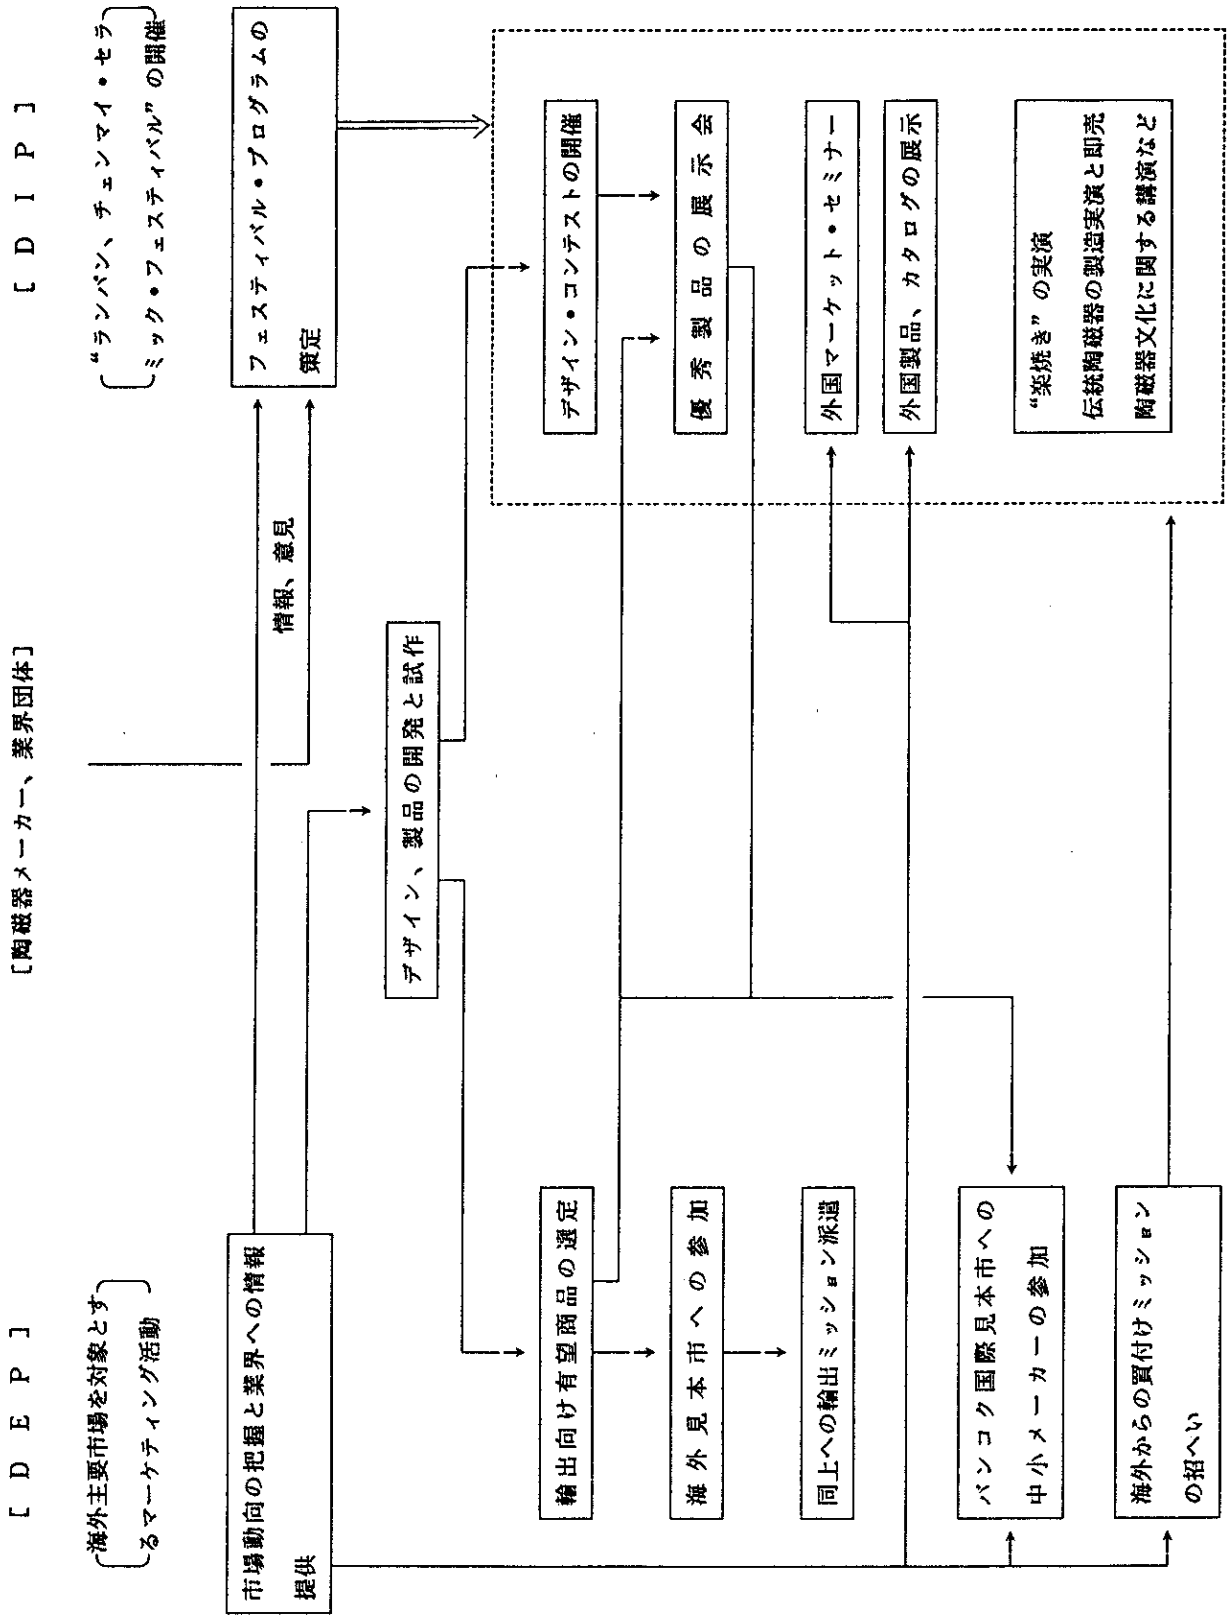 [ D E P ]
[陶磁器メーカー、業界団体]
[ D I P ]
海外主要市場を対象とす
るマーケティング活動
“ランパン、チェンマイ・セラ
ミック・フェスティバル”の開催
市場動向の把握と業界への情報
提供
フェスティバル・プログラムの
策定
情報、意見
デザイン、製品の開発と試作
輸出向け有望商品の選定
デザイン・コンテストの開催
海外見本市への参加
優秀製品の展示会
同上への輸出ミッション派遣
外国マーケット・セミナー
外国製品、カタログの展示
バンコク国際見本市への
中小メーカーの参加
“楽焼き”の実演
伝統陶磁器の製造実演と即売
陶磁器文化に関する講演など
海外からの買付けミッション
の招へい